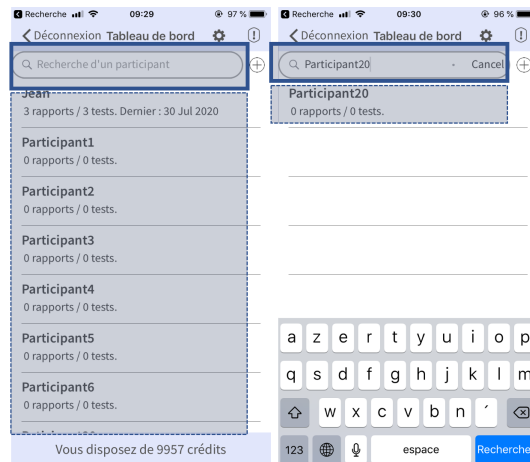 Recherche 09:29 97 %
Déconnexion Tableau de bord
Recherche d'un participant
Jean
3 rapports / 3 tests. Dernier : 30 Jul 2020
Participant1
0 rapports / 0 tests.
Participant2
0 rapports / 0 tests.
Participant3
0 rapports / 0 tests.
Participant4
0 rapports / 0 tests.
Participant5
0 rapports / 0 tests.
Participant6
0 rapports / 0 tests.
Vous disposez de 9957 crédits
Recherche 09:30 96 %
Déconnexion Tableau de bord
Participant20 Cancel
Participant20
0 rapports / 0 tests.
a z e r t y u i o p
q s d f g h j k l m
w x c v b n ´
123 espace Recherche